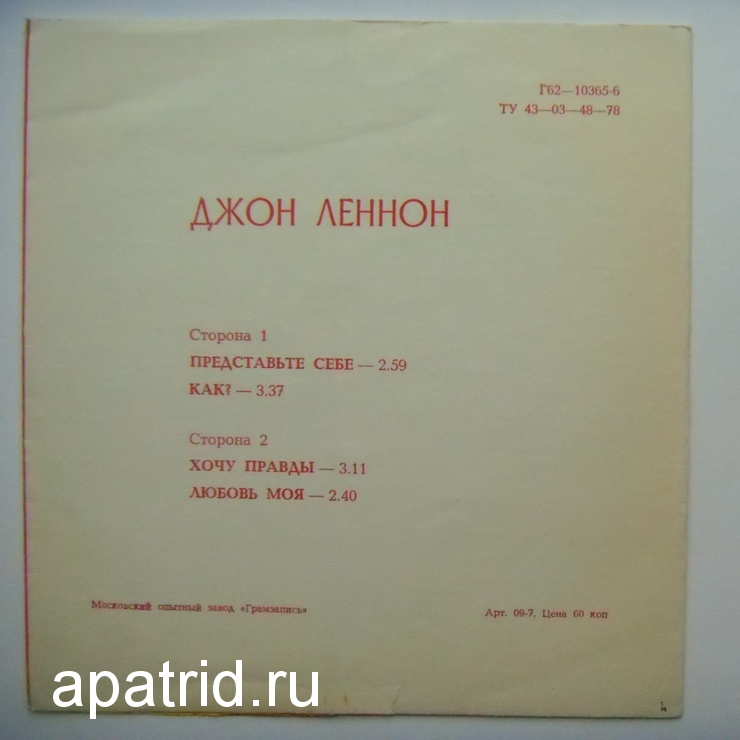 Г62—10365-6
ТУ 43—03—48—78
ДЖОН ЛЕННОН
Сторона 1
ПРЕДСТАВЬТЕ СЕБЕ — 2.59
КАК? — 3.37
Сторона 2
ХОЧУ ПРАВДЫ — 3.11
ЛЮБОВЬ МОЯ — 2.40
Московский опытный завод «Грамзапись»
Арт. 09-7. Цена 60 коп
apatrid.ru